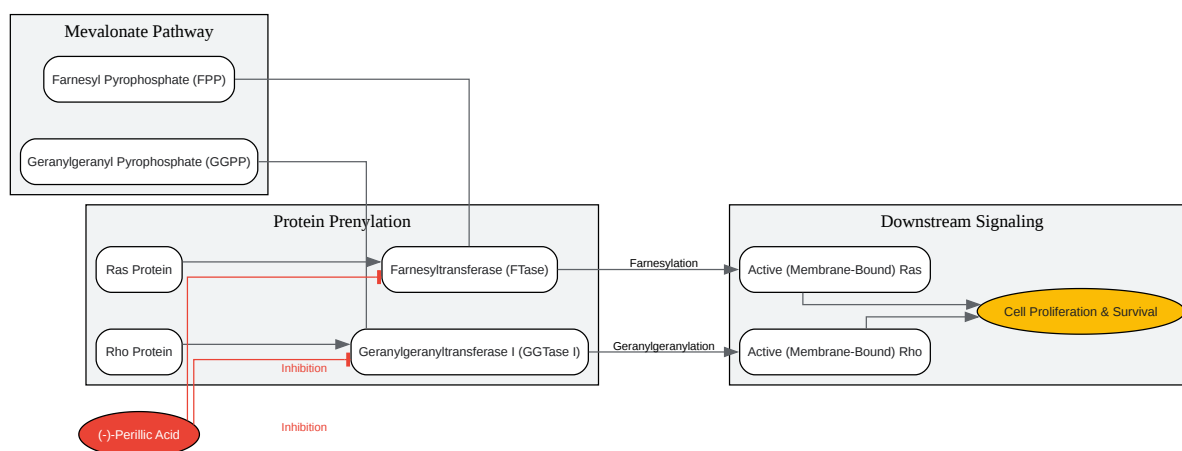 Mevalonate Pathway
Farnesyl Pyrophosphate (FPP)
Geranylgeranyl Pyrophosphate (GGPP)
Protein Prenylation
Ras Protein
Farnesyltransferase (FTase)
Rho Protein
Geranylgeranyltransferase I (GGTase I)
Inhibition
Inhibition
(-)-Perillic Acid
Farnesylation
Geranylgeranylation
Downstream Signaling
Active (Membrane-Bound) Ras
Active (Membrane-Bound) Rho
Cell Proliferation & Survival